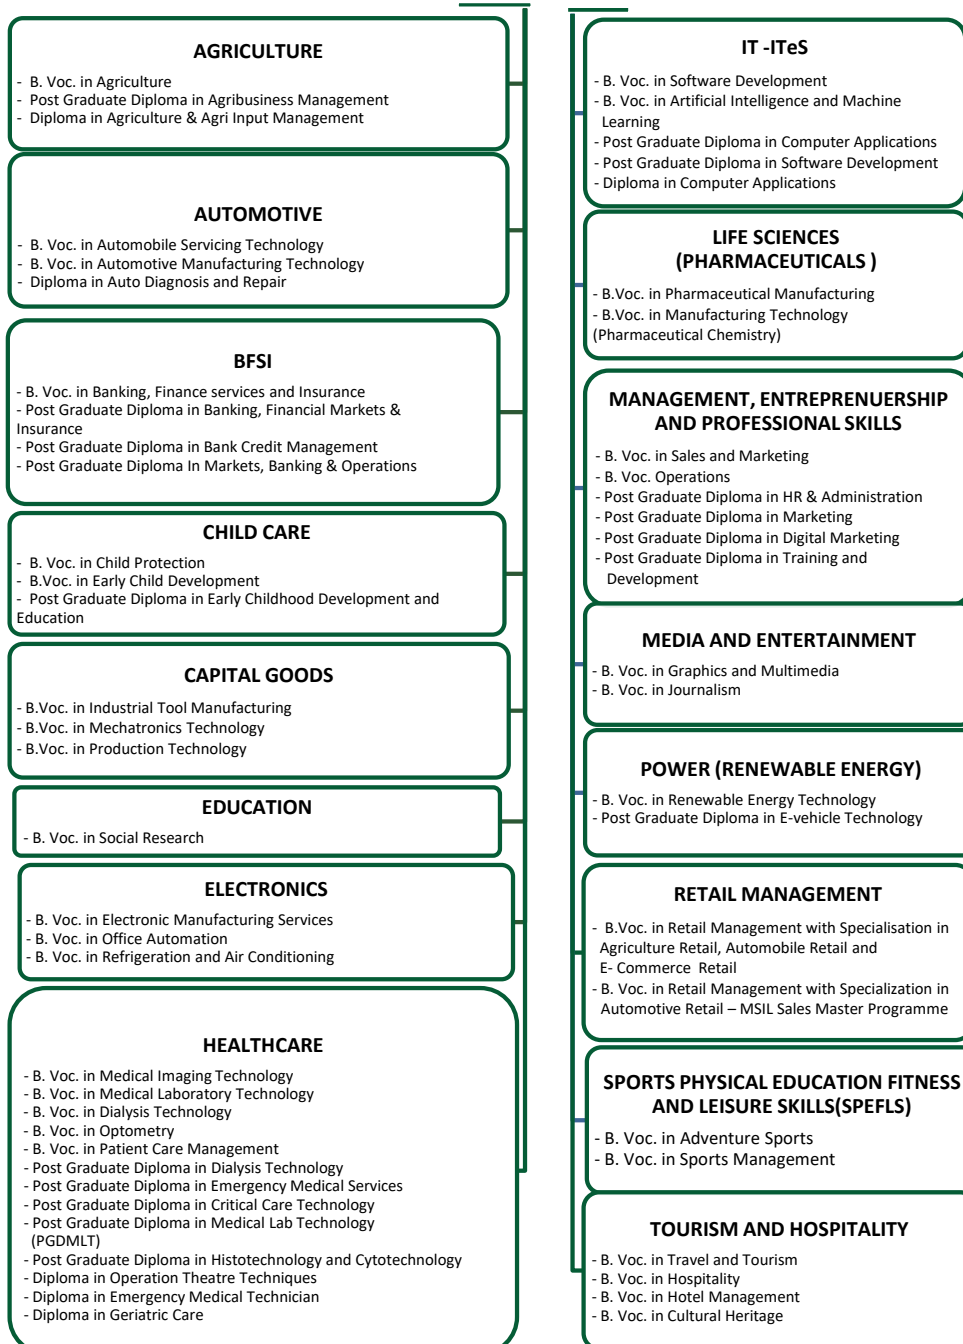 AGRICULTURE
- B. Voc. in Agriculture
- Post Graduate Diploma in Agribusiness Management
- Diploma in Agriculture & Agri Input Management
AUTOMOTIVE
- B. Voc. in Automobile Servicing Technology
- B. Voc. in Automotive Manufacturing Technology
- Diploma in Auto Diagnosis and Repair
BFSI
- B. Voc. in Banking, Finance services and Insurance
- Post Graduate Diploma in Banking, Financial Markets &
Insurance
- Post Graduate Diploma in Bank Credit Management
- Post Graduate Diploma In Markets, Banking & Operations
CHILD CARE
- B. Voc. in Child Protection
- B.Voc. in Early Child Development
- Post Graduate Diploma in Early Childhood Development and
Education
CAPITAL GOODS
- B.Voc. in Industrial Tool Manufacturing
- B.Voc. in Mechatronics Technology
- B.Voc. in Production Technology
EDUCATION
- B. Voc. in Social Research
ELECTRONICS
- B. Voc. in Electronic Manufacturing Services
- B. Voc. in Office Automation
- B. Voc. in Refrigeration and Air Conditioning
HEALTHCARE
- B. Voc. in Medical Imaging Technology
- B. Voc. in Medical Laboratory Technology
- B. Voc. in Dialysis Technology
- B. Voc. in Optometry
- B. Voc. in Patient Care Management
- Post Graduate Diploma in Dialysis Technology
- Post Graduate Diploma in Emergency Medical Services
- Post Graduate Diploma in Critical Care Technology
- Post Graduate Diploma in Medical Lab Technology
(PGDMLT)
- Post Graduate Diploma in Histotechnology and Cytotechnology
- Diploma in Operation Theatre Techniques
- Diploma in Emergency Medical Technician
- Diploma in Geriatric Care
IT -ITeS
- B. Voc. in Software Development
- B. Voc. in Artificial Intelligence and Machine
Learning
- Post Graduate Diploma in Computer Applications
- Post Graduate Diploma in Software Development
- Diploma in Computer Applications
LIFE SCIENCES
(PHARMACEUTICALS )
- B.Voc. in Pharmaceutical Manufacturing
- B.Voc. in Manufacturing Technology
(Pharmaceutical Chemistry)
MANAGEMENT, ENTREPRENUERSHIP
AND PROFESSIONAL SKILLS
- B. Voc. in Sales and Marketing
- B. Voc. Operations
- Post Graduate Diploma in HR & Administration
- Post Graduate Diploma in Marketing
- Post Graduate Diploma in Digital Marketing
- Post Graduate Diploma in Training and
Development
MEDIA AND ENTERTAINMENT
- B. Voc. in Graphics and Multimedia
- B. Voc. in Journalism
POWER (RENEWABLE ENERGY)
- B. Voc. in Renewable Energy Technology
- Post Graduate Diploma in E-vehicle Technology
RETAIL MANAGEMENT
- B.Voc. in Retail Management with Specialisation in
Agriculture Retail, Automobile Retail and
E- Commerce Retail
- B. Voc. in Retail Management with Specialization in
Automotive Retail – MSIL Sales Master Programme
SPORTS PHYSICAL EDUCATION FITNESS
AND LEISURE SKILLS(SPEFLS)
- B. Voc. in Adventure Sports
- B. Voc. in Sports Management
TOURISM AND HOSPITALITY
- B. Voc. in Travel and Tourism
- B. Voc. in Hospitality
- B. Voc. in Hotel Management
- B. Voc. in Cultural Heritage